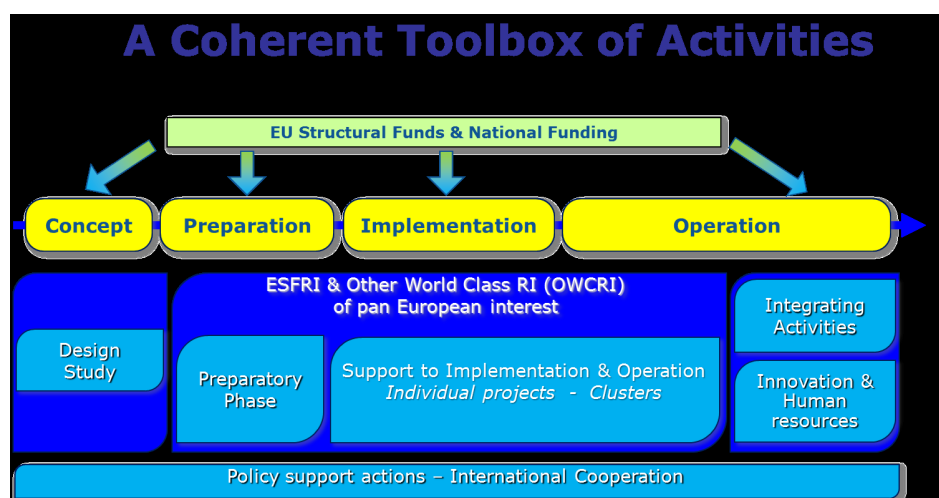 A Coherent Toolbox of Activities
EU Structural Funds & National Funding
Concept
Preparation
Implementation
Operation
ESFRI & Other World Class RI (OWCRI)
of pan European interest
Design
Study
Preparatory
Phase
Support to Implementation & Operation
Individual projects - Clusters
Integrating
Activities
Innovation &
Human
resources
Policy support actions – International Cooperation